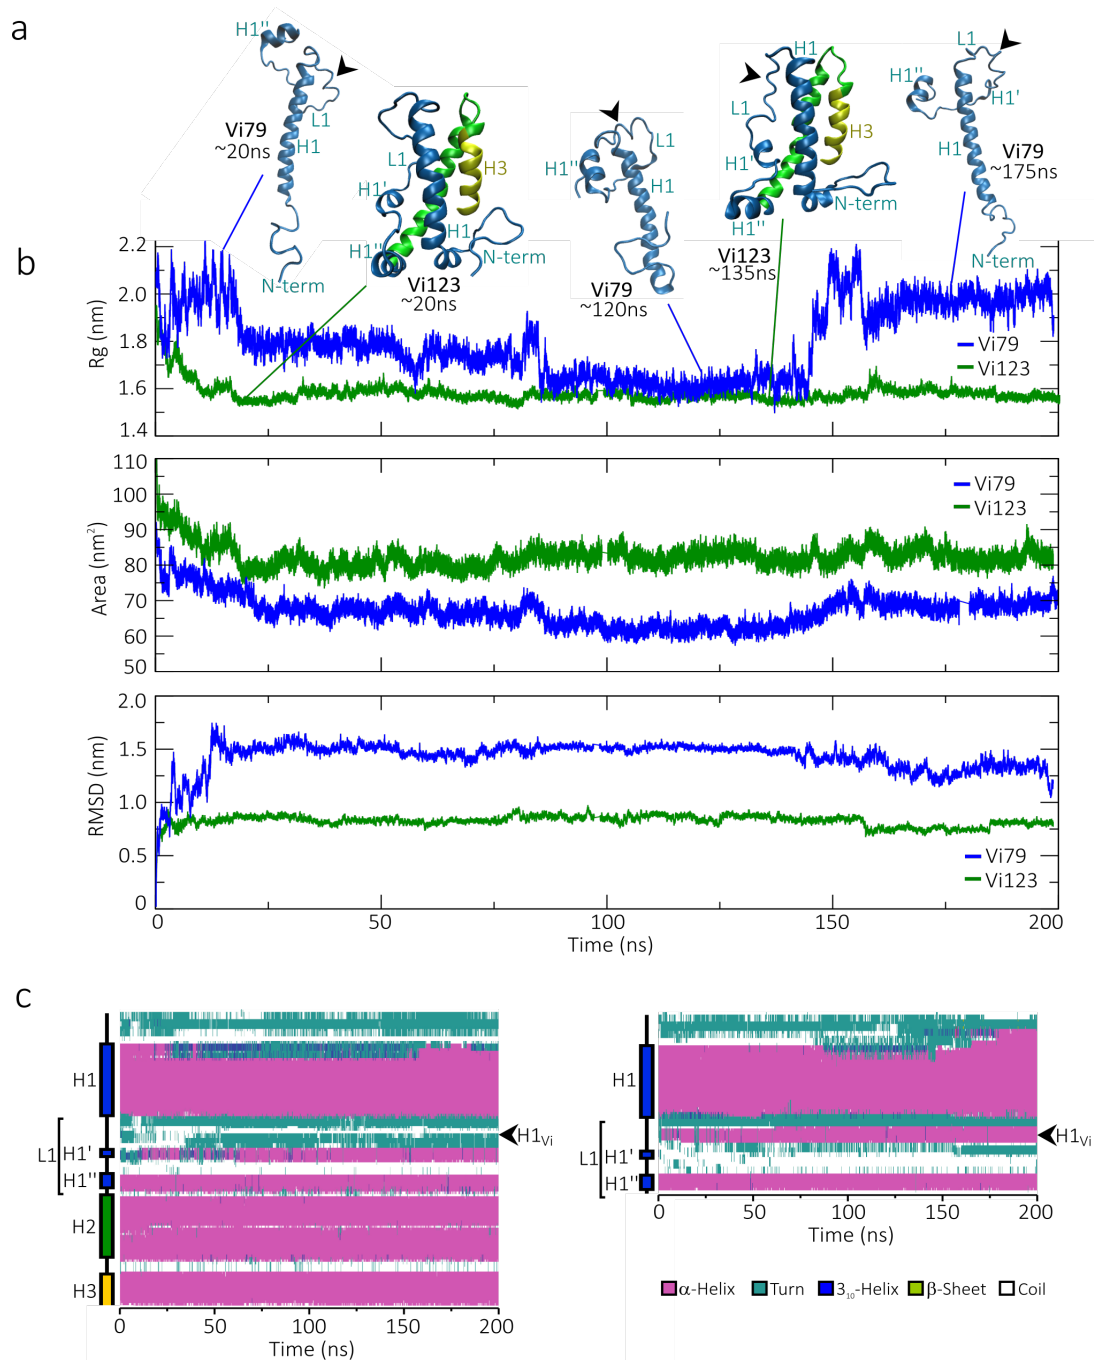 a
H1''
L1
H1
Vi79
~20ns
N-term
L1
H1'
H1''
H3
H1
N-term
Vi123
~20ns
H1''
L1
H1
Vi79
~120ns
H1
L1
H1'
H1''
H3
N-term
Vi123
~135ns
L1
H1''
H1'
H1
Vi79
~175ns
N-term
b
2.2
2.0
1.8
1.6
1.4
Rg (nm)
Vi79
Vi123
110
100
90
80
70
60
50
Area (nm²)
Vi79
Vi123
2.0
1.5
1.0
0.5
0
RMSD (nm)
Vi79
Vi123
0 50 100 150 200
Time (ns)
c
H1
L1
H1'
H1''
H2
H3
H1Vi
0 50 100 150 200
Time (ns)
H1
L1
H1'
H1''
H1Vi
0 50 100 150 200
Time (ns)
α-Helix Turn 3₁₀-Helix β-Sheet Coil